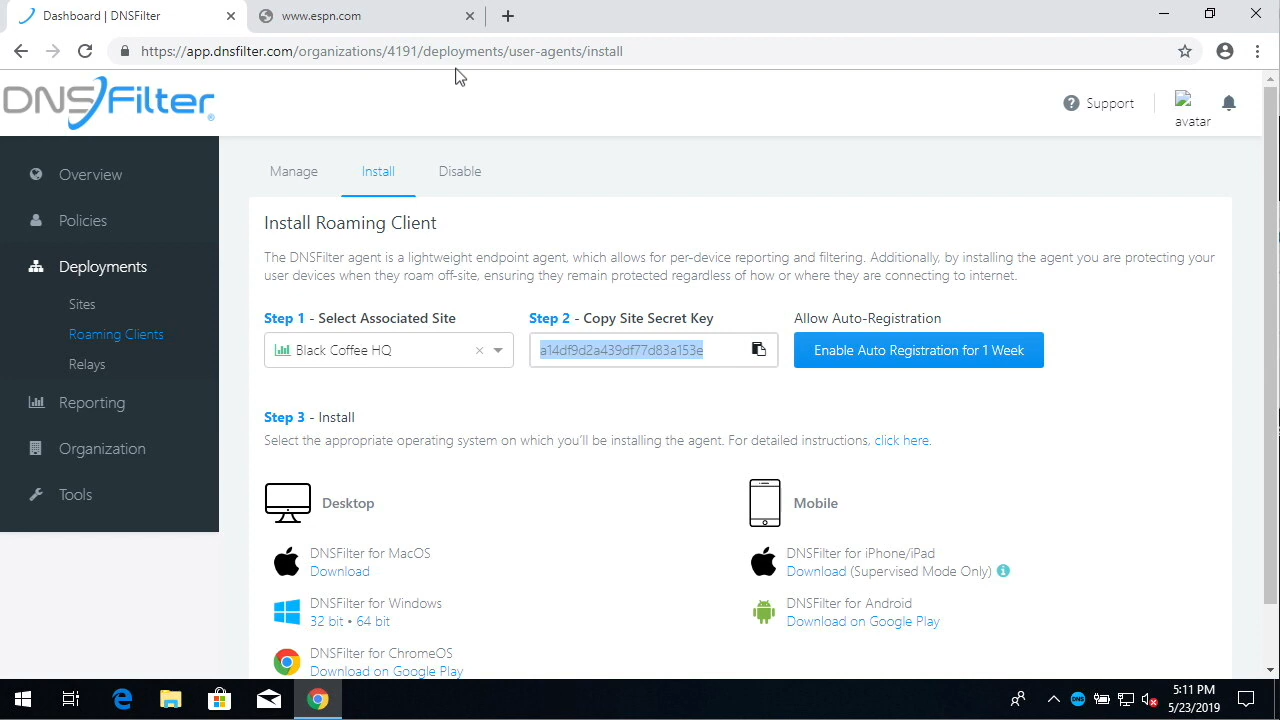 Dashboard | DNSFilter
www.espn.com
https://app.dnsfilter.com/organizations/4191/deployments/user-agents/install
DNSFilter®
Support
avatar
Overview
Policies
Deployments
Sites
Roaming Clients
Relays
Reporting
Organization
Tools
Manage
Install
Disable
Install Roaming Client
The DNSFilter agent is a lightweight endpoint agent, which allows for per-device reporting and filtering. Additionally, by installing the agent you are protecting your
user devices when they roam off-site, ensuring they remain protected regardless of how or where they are connecting to internet.
Step 1 - Select Associated Site
Black Coffee HQ
Step 2 - Copy Site Secret Key
a14df9d2a439df77d83a153e
Allow Auto-Registration
Enable Auto Registration for 1 Week
Step 3 - Install
Select the appropriate operating system on which you'll be installing the agent. For detailed instructions, click here.
Desktop
DNSFilter for MacOS
Download
DNSFilter for Windows
32 bit • 64 bit
DNSFilter for ChromeOS
Download on Google Play
Mobile
DNSFilter for iPhone/iPad
Download (Supervised Mode Only)
DNSFilter for Android
Download on Google Play
DNS
5:11 PM
5/23/2019